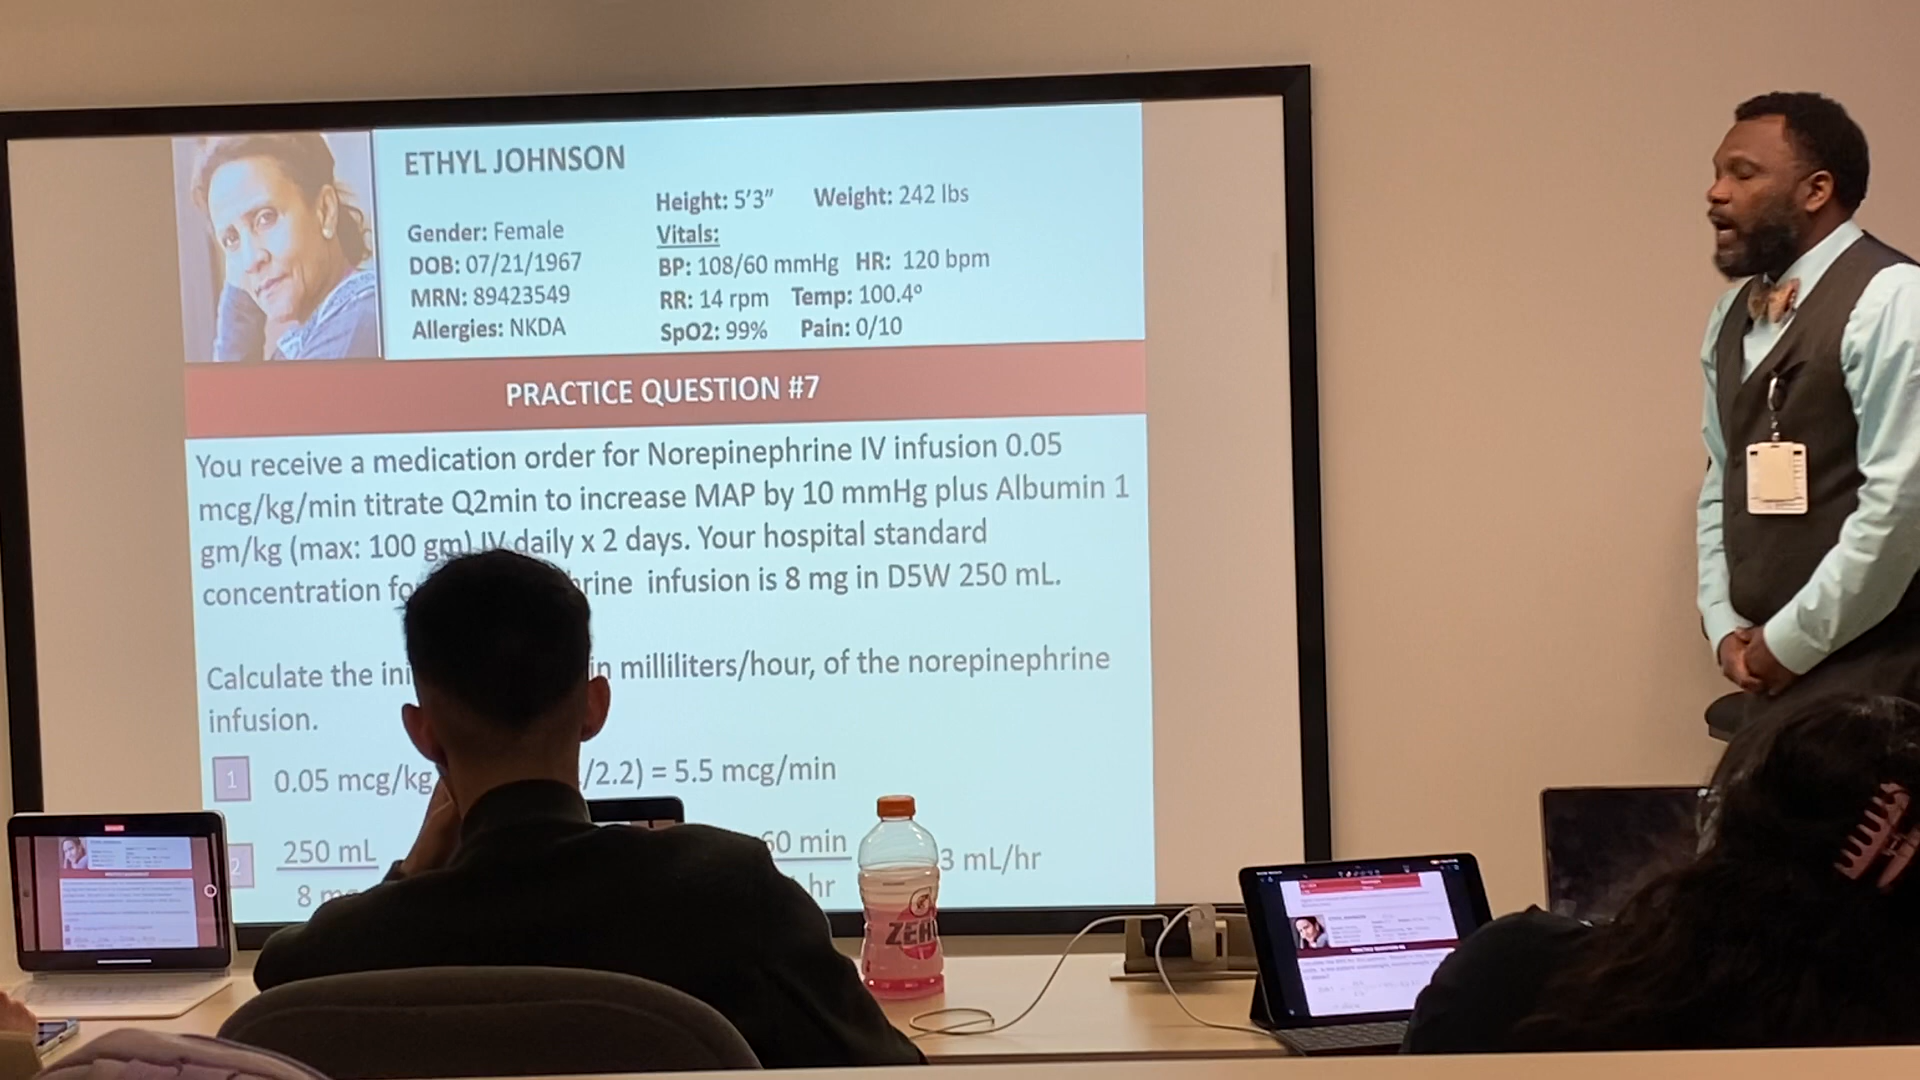 ETHYL JOHNSON
Height: 5'3" Weight: 242 lbs
Gender: Female Vitals:
DOB: 07/21/1967 BP: 108/60 mmHg HR: 120 bpm
MRN: 89423549 RR: 14 rpm Temp: 100.4º
Allergies: NKDA SpO2: 99% Pain: 0/10
PRACTICE QUESTION #7
You receive a medication order for Norepinephrine IV infusion 0.05
mcg/kg/min titrate Q2min to increase MAP by 10 mmHg plus Albumin 1
gm/kg (max: 100 gm) IV daily x 2 days. Your hospital standard
concentration infusion is 8 mg in D5W 250 mL.
Calculate the in milliliters/hour, of the norepinephrine
infusion.
1 0.05 mcg/kg /2.2) = 5.5 mcg/min
2 250 mL 60 min 3 mL/hr
8 hr
ZERO